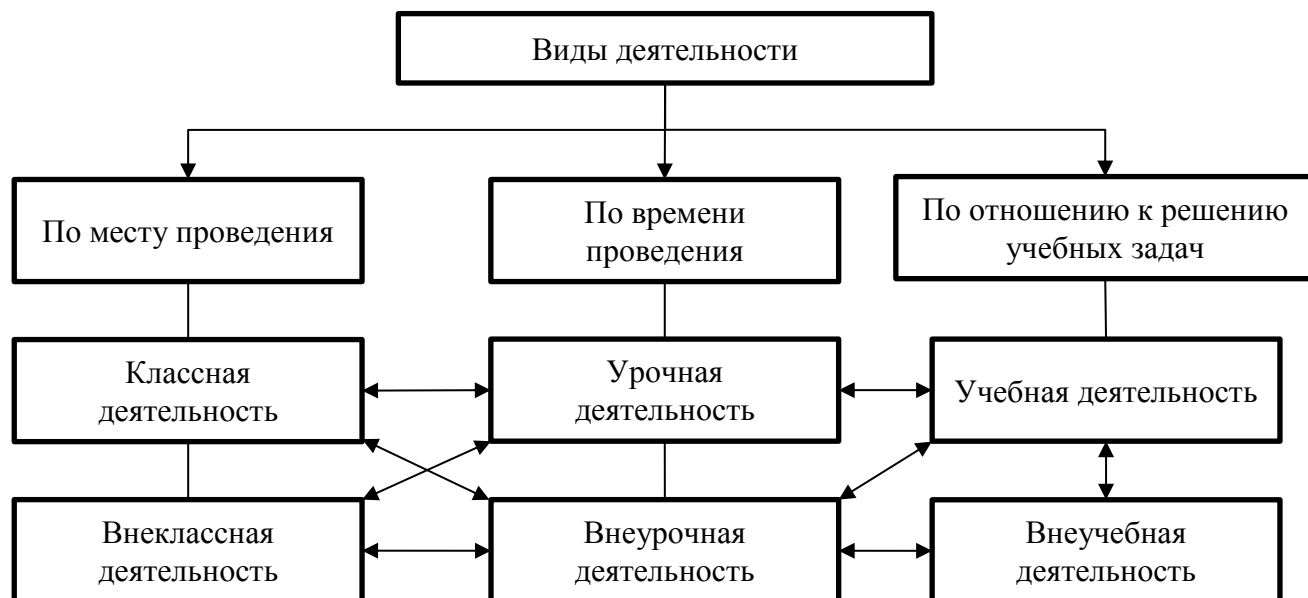 Виды деятельности
По месту проведения
По времени
проведения
По отношению к решению
учебных задач
Классная
деятельность
Урочная
деятельность
Учебная деятельность
Внеклассная
деятельность
Внеурочная
деятельность
Внеучебная
деятельность